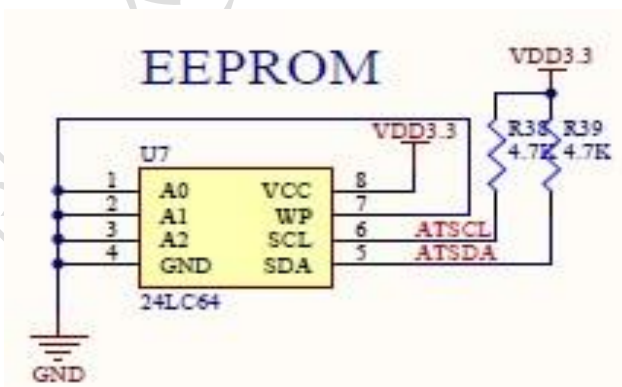 EEPROM
VDD3.3
VDD3.3
R38 R39
4.7K 4.7K
U7
1 A0 VCC 8
2 A1 WP 7
3 A2 SCL 6 ATSCL
4 GND SDA 5 ATSDA
24LC64
GND